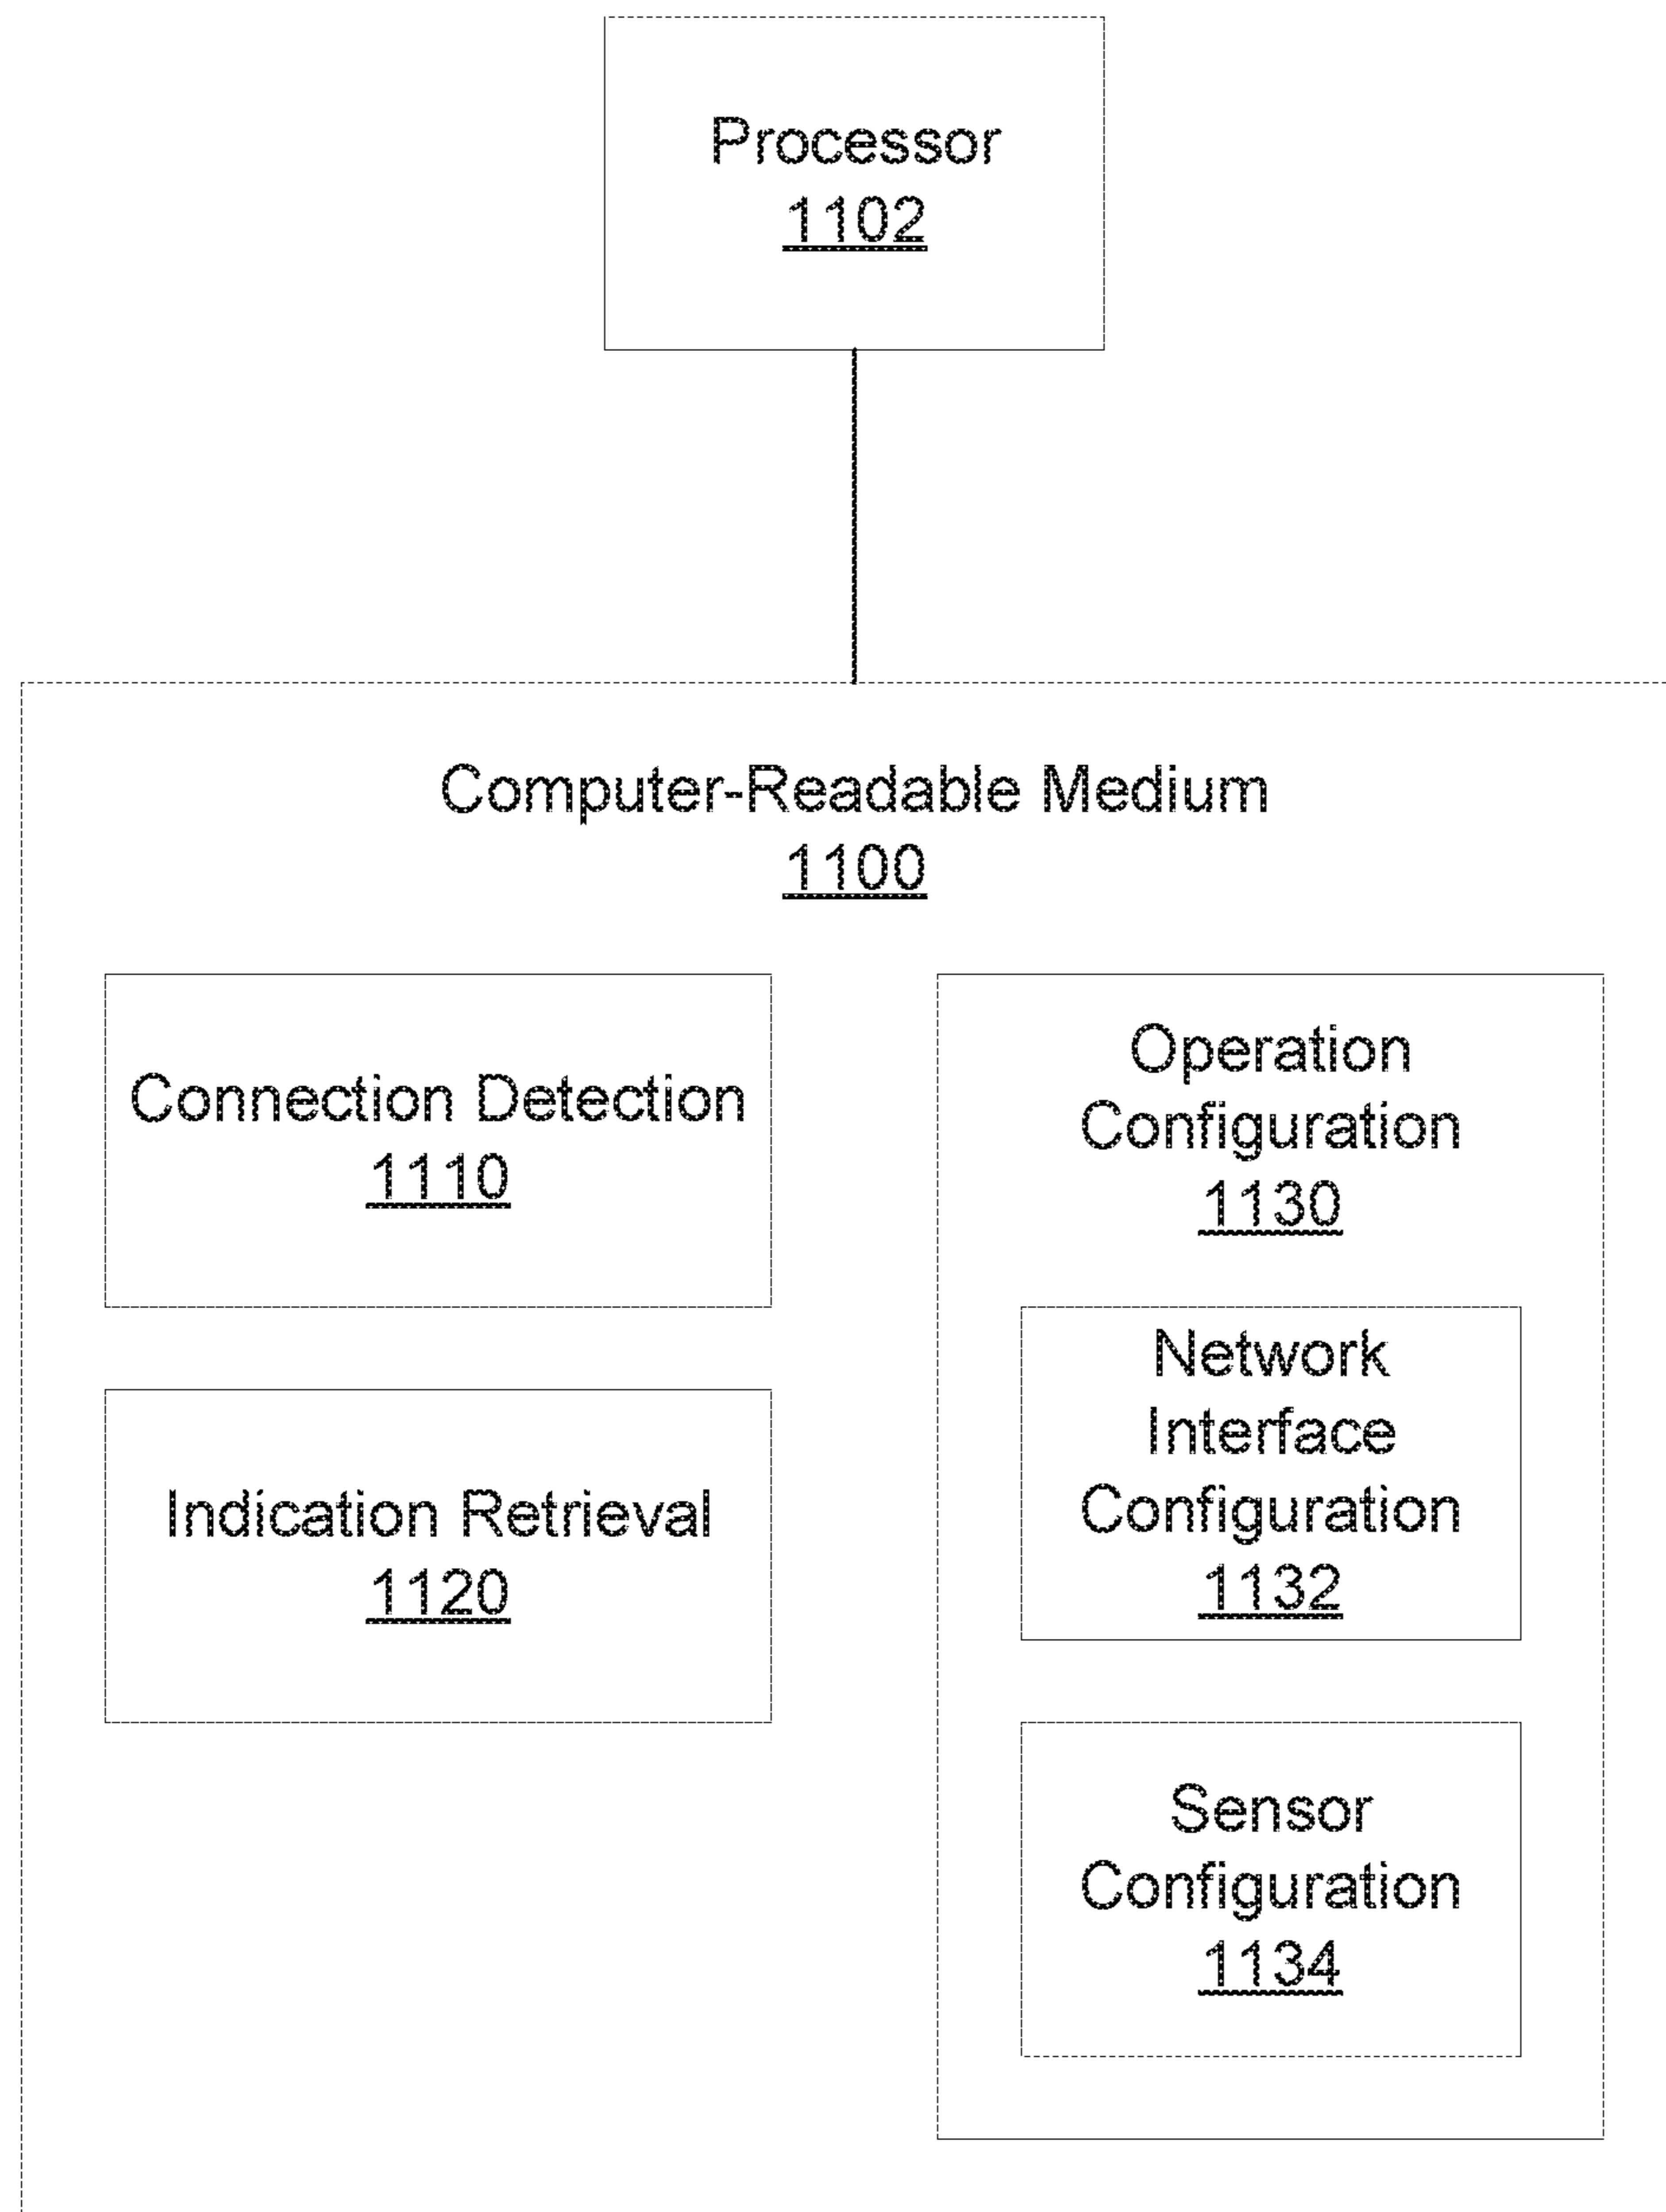 Processor
1102
Computer-Readable Medium
1100
Connection Detection
1110
Indication Retrieval
1120
Operation
Configuration
1130
Network
Interface
Configuration
1132
Sensor
Configuration
1134